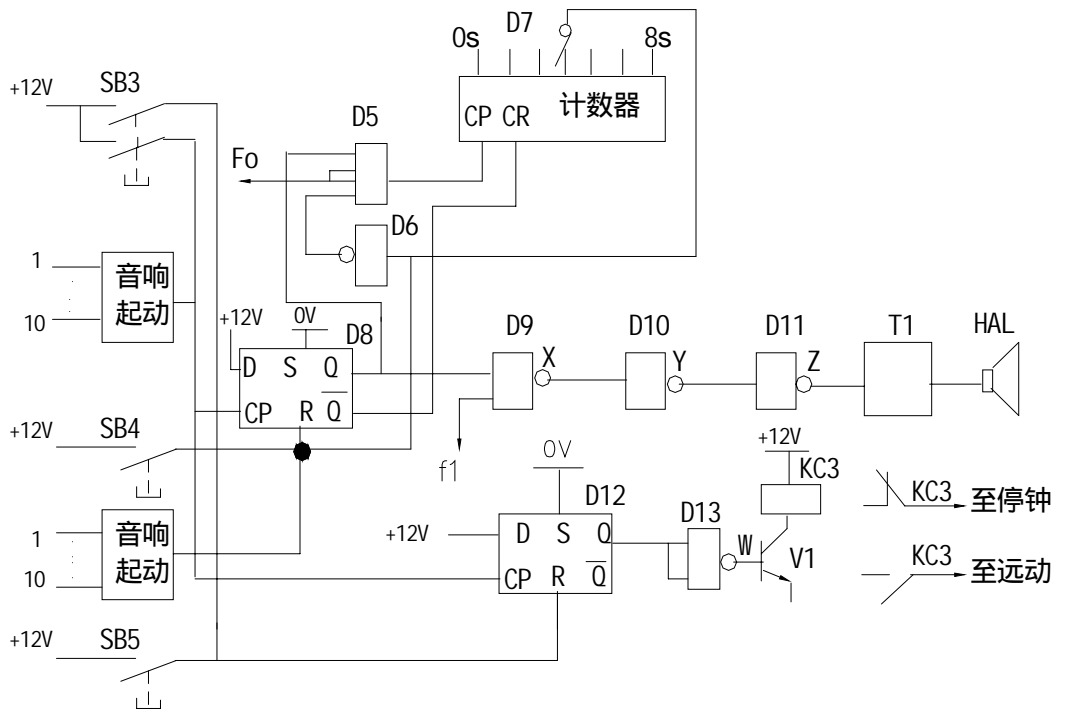 D7
0s
8s
+12V
SB3
CP CR 计数器
D5
Fo
D6
1
音响
起动
10
+12V
0V
D8
D S Q
CP R Q
D9
X
D10
Y
D11
Z
T1
HAL
+12V
SB4
f1
0V
+12V
KC3
D12
KC3 至停钟
1
音响
起动
10
+12V
D S Q
CP R Q
D13
W
V1
KC3 至远动
+12V
SB5